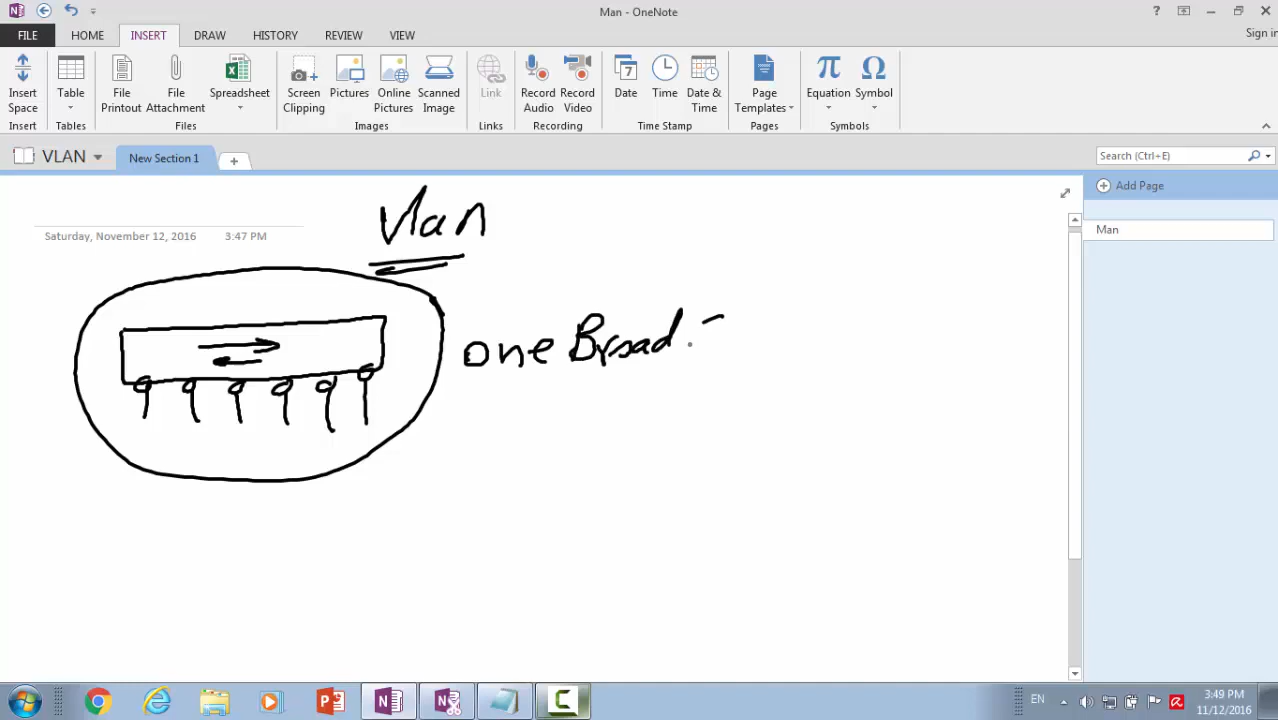 Man - OneNote
?
FILE HOME INSERT DRAW HISTORY REVIEW VIEW
Sign in
Insert Space
Table
File Printout
File Attachment
Spreadsheet
Screen Clipping
Pictures
Online Pictures
Scanned Image
Link
Record Audio
Record Video
Date
Time
Date & Time
Page Templates
π Equation
Ω Symbol
Insert Tables Files Images Links Recording Time Stamp Pages Symbols
VLAN New Section 1 +
Search (Ctrl+E)
Add Page
Man
Vlan
Saturday, November 12, 2016 3:47 PM
one Broad
EN
3:49 PM
11/12/2016